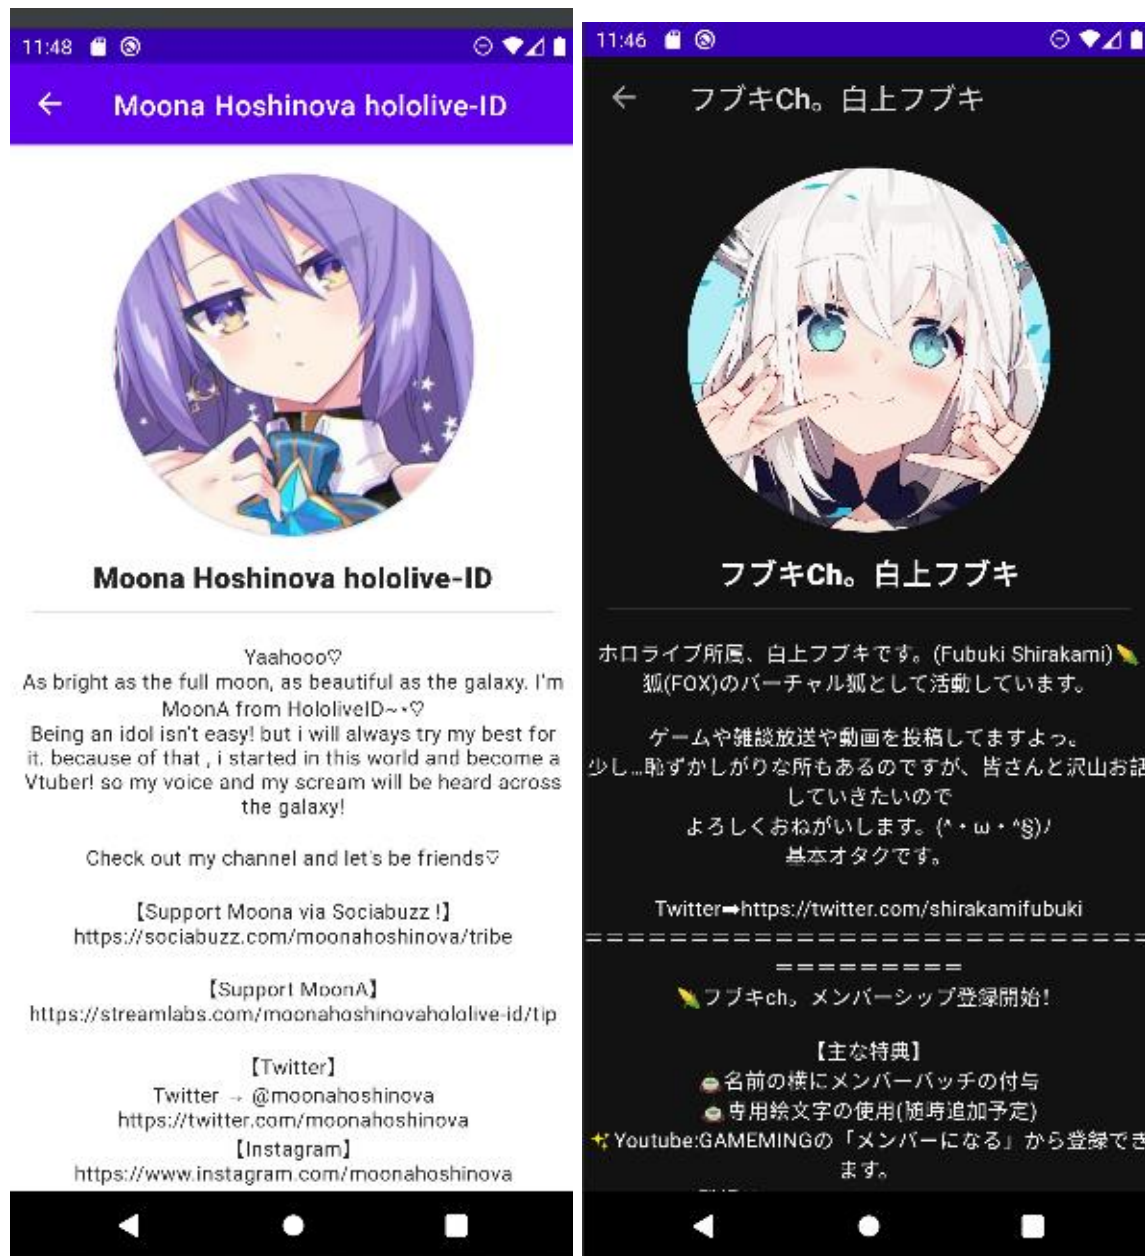 11:48
Moona Hoshinova hololive-ID
Moona Hoshinova hololive-ID
Yaahooo♡
As bright as the full moon, as beautiful as the galaxy. I'm
MoonA from HololiveID~･♡
Being an idol isn't easy! but i will always try my best for
it. because of that , i started in this world and become a
Vtuber! so my voice and my scream will be heard across
the galaxy!
Check out my channel and let's be friends♡
【Support Moona via Sociabuzz !】
https://sociabuzz.com/moonahoshinova/tribe
【Support MoonA】
https://streamlabs.com/moonahoshinovahololive-id/tip
【Twitter】
Twitter → @moonahoshinova
https://twitter.com/moonahoshinova
【Instagram】
https://www.instagram.com/moonahoshinova
11:46
フブキCh。白上フブキ
フブキCh。白上フブキ
ホロライブ所属、白上フブキです。(Fubuki Shirakami)🌽
狐(FOX)のバーチャル狐として活動しています。
ゲームや雑談放送や動画を投稿してますよっ。
少し…恥ずかしがりな所もあるのですが、皆さんと沢山お話
していきたいので
よろしくおねがいします。(^・ω・^§)ﾉ
基本オタクです。
Twitter➡https://twitter.com/shirakamifubuki
＝＝＝＝＝＝＝＝＝＝＝＝＝＝＝＝＝＝＝＝＝＝＝＝＝＝＝
＝＝＝＝＝＝＝＝＝
🌽フブキch。メンバーシップ登録開始！
【主な特典】
🍵名前の横にメンバーバッチの付与
🍵専用絵文字の使用(随時追加予定)
✨Youtube:GAMEMINGの「メンバーになる」から登録でき
ます。